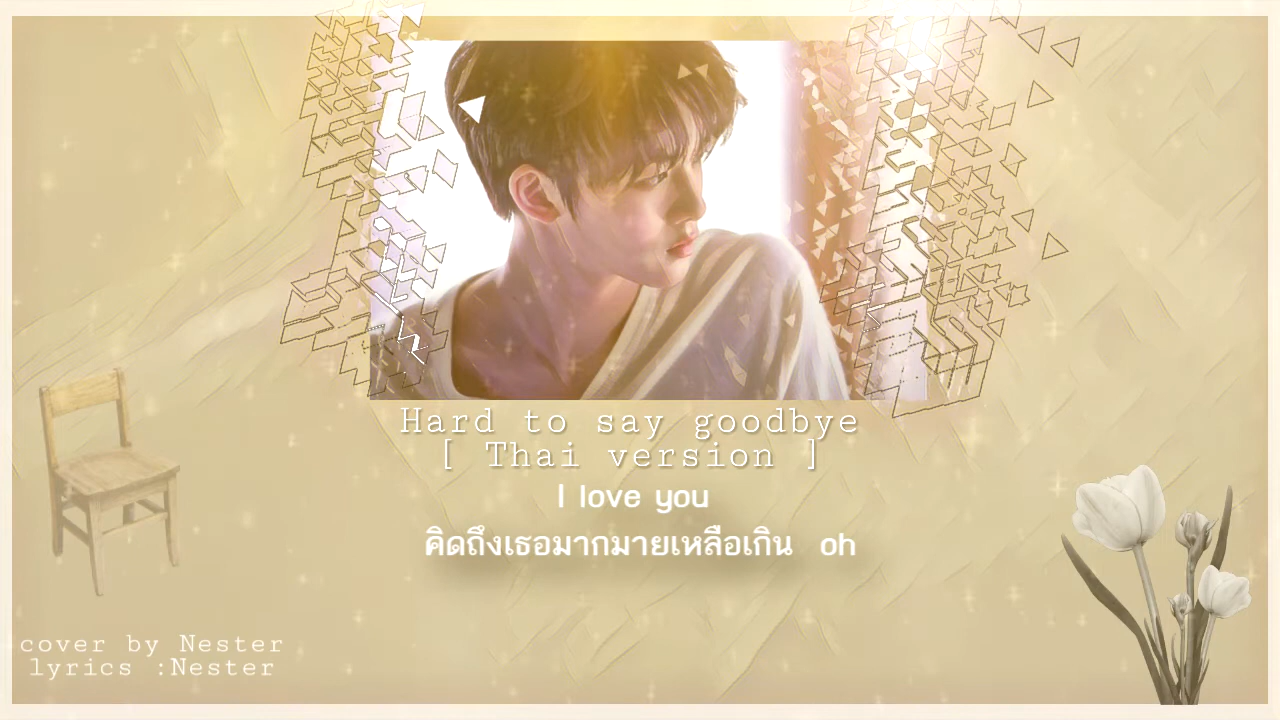 Hard to say goodbye
[ Thai version ]
I love you
คิดถึงเธอมากมายเหลือเกิน oh
cover by Nester
lyrics :Nester